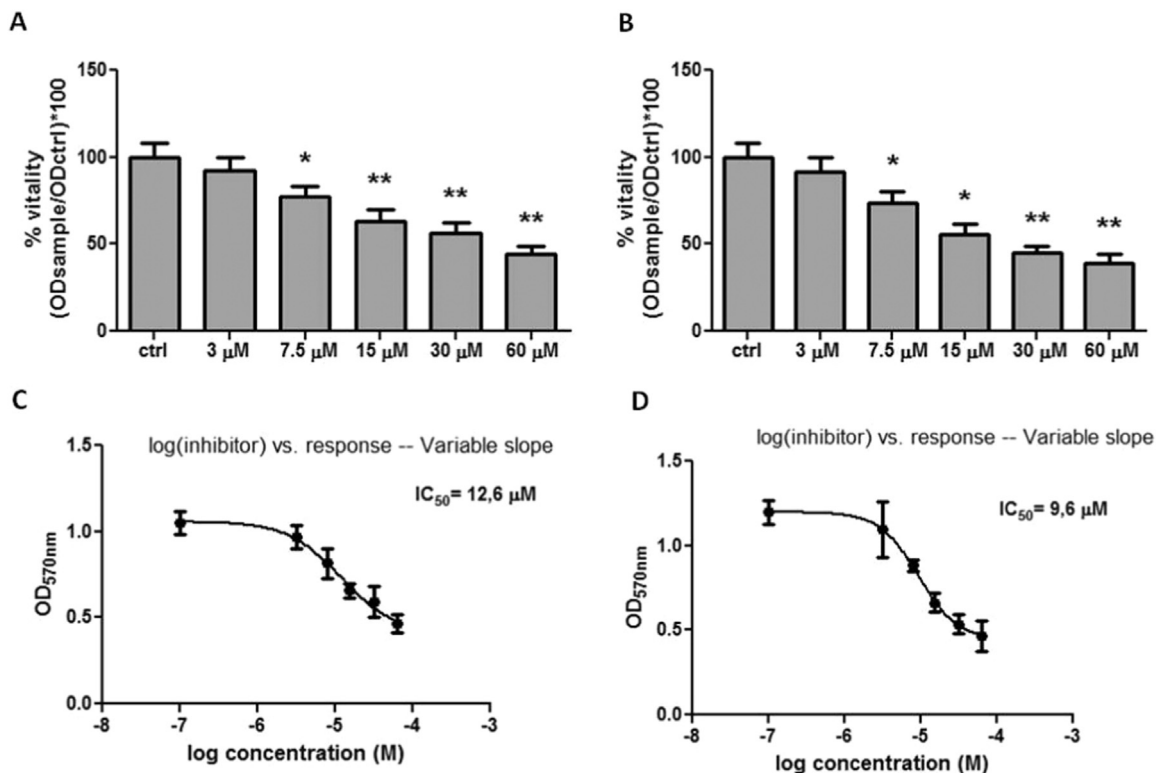 A
% vitality
(ODsample/ODctrl)*100
150
100
50
0
*
**
**
**
ctrl
3 μM
7.5 μM
15 μM
30 μM
60 μM
B
% vitality
(ODsample/ODctrl)*100
150
100
50
0
*
*
**
**
ctrl
3 μM
7.5 μM
15 μM
30 μM
60 μM
C
log(inhibitor) vs. response -- Variable slope
IC50= 12,6 μM
OD570nm
1.5
1.0
0.5
0.0
-8
-7
-6
-5
-4
-3
log concentration (M)
D
log(inhibitor) vs. response -- Variable slope
IC50= 9,6 μM
OD570nm
1.5
1.0
0.5
0.0
-8
-7
-6
-5
-4
-3
log concentration (M)